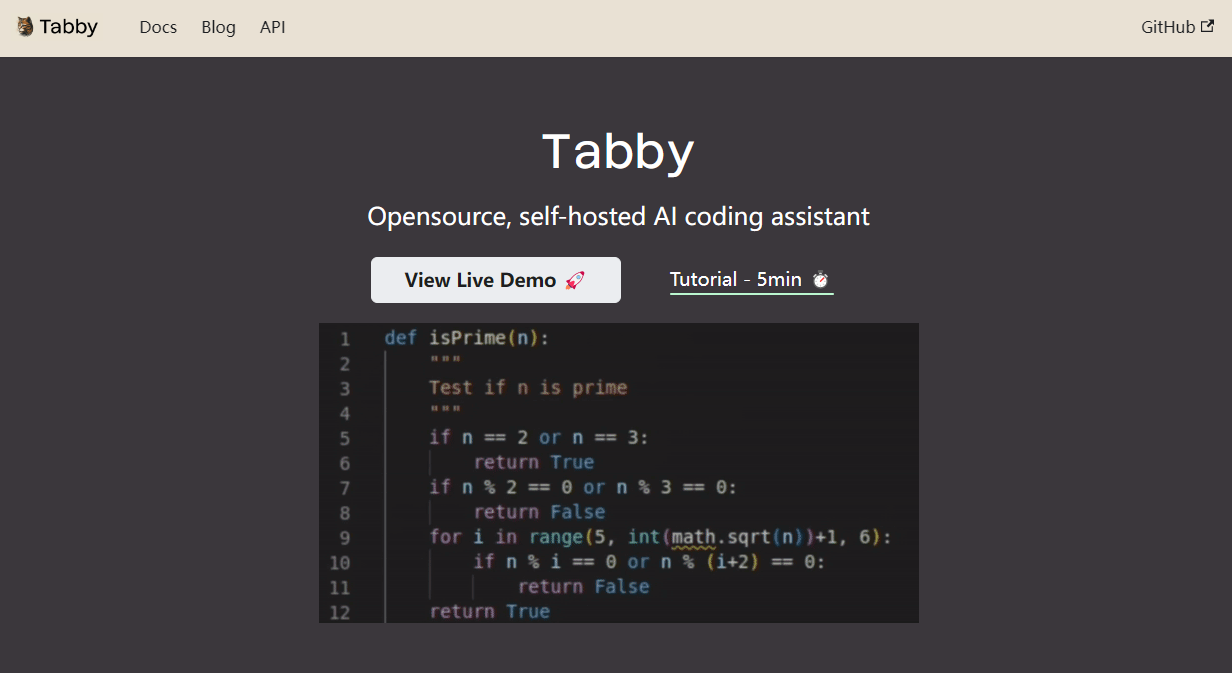 Tabby Docs Blog API GitHub
Tabby
Opensource, self-hosted AI coding assistant
View Live Demo 🚀 Tutorial - 5min ⏱
1 def isPrime(n):
2     """
3     Test if n is prime
4     """
5     if n == 2 or n == 3:
6         return True
7     if n % 2 == 0 or n % 3 == 0:
8         return False
9     for i in range(5, int(math.sqrt(n))+1, 6):
10         if n % i == 0 or n % (i+2) == 0:
11             return False
12     return True